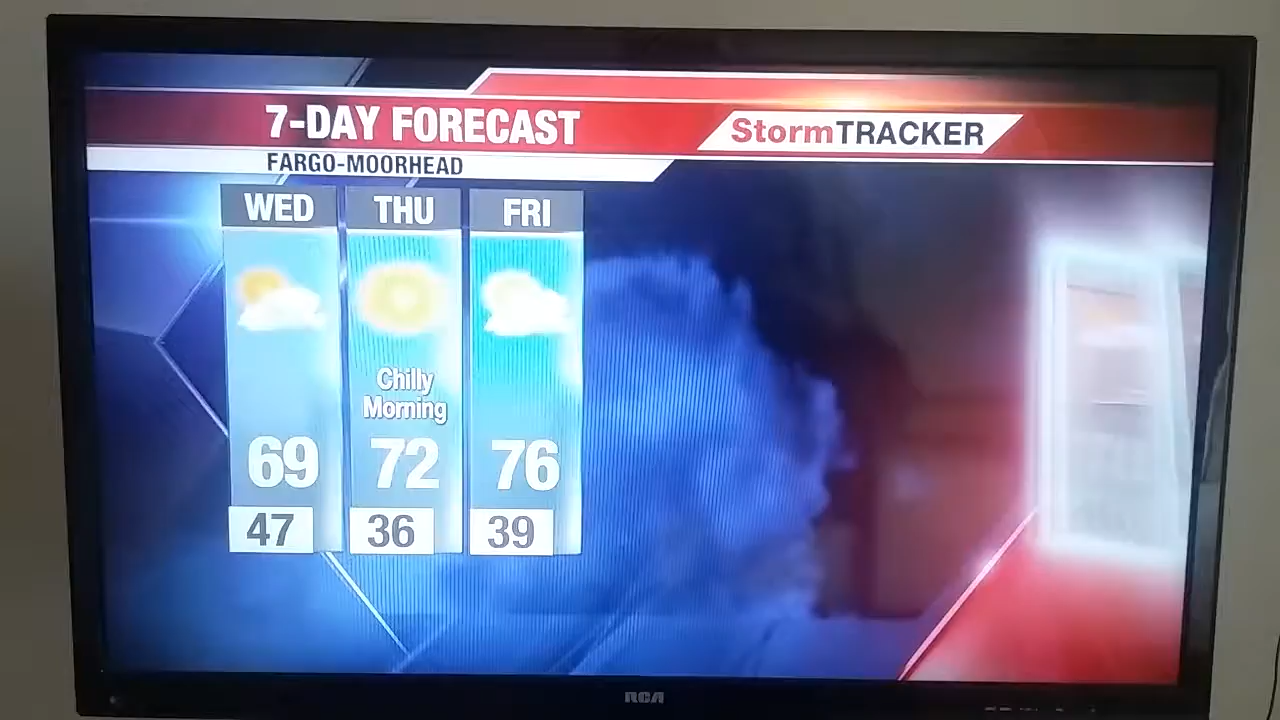 7-DAY FORECAST
StormTRACKER
FARGO-MOORHEAD
WED THU FRI
Chilly
Morning
69 72 76
47 36 39
RCA